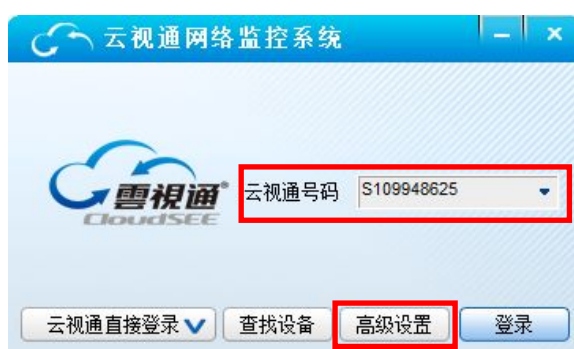 云视通网络监控系统
雲視通®
CloudSEE
云视通号码 S109948625
云视通直接登录 查找设备 高级设置 登录